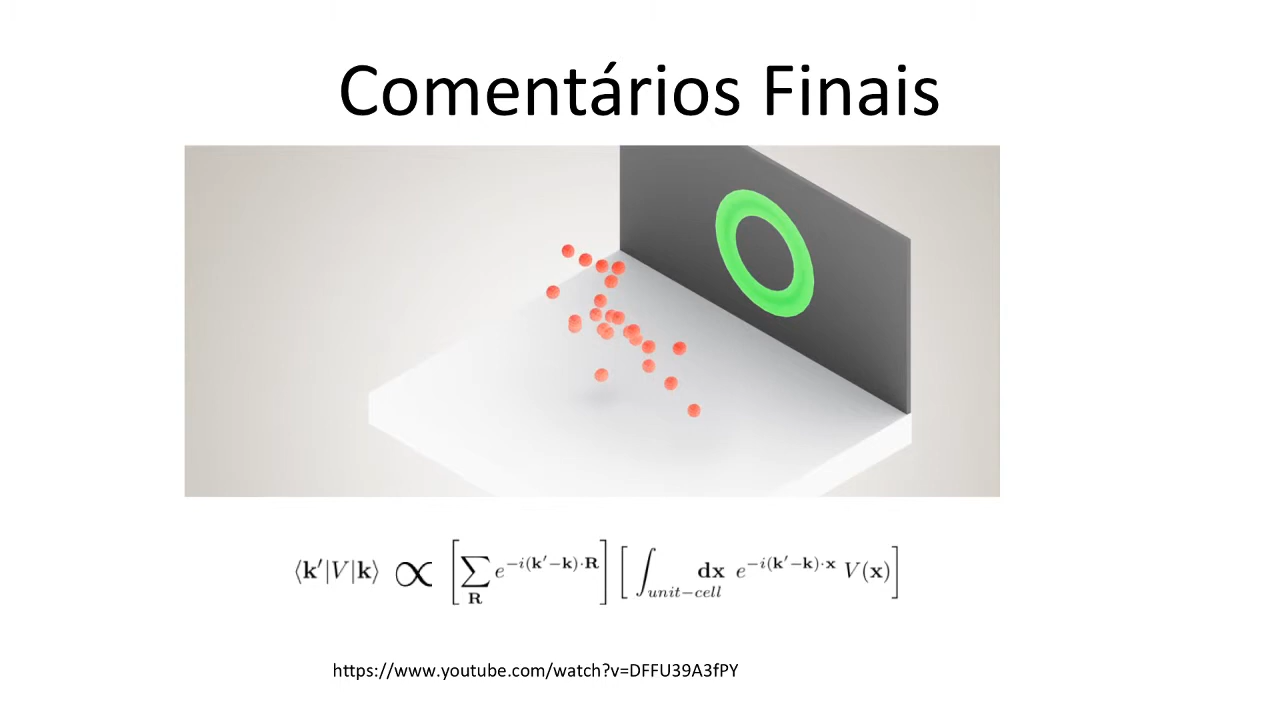 Comentários Finais
⟨k′|V|k⟩ ∝ [∑_R e^{−i(k′−k)·R}] [∫_{unit−cell} dx e^{−i(k′−k)·x} V(x)]
https://www.youtube.com/watch?v=DFFU39A3fPY